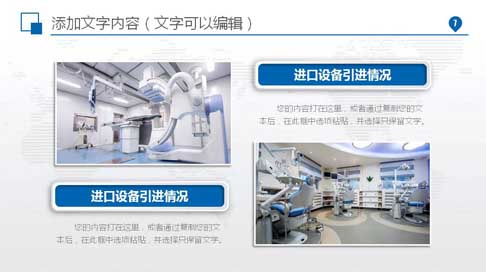 添加文字内容（文字可以编辑）
7
进口设备引进情况
您的内容打在这里，或者通过复制您的文
本后，在此框中选项粘贴，并选择只保留文字。
进口设备引进情况
您的内容打在这里，或者通过复制您的文
本后，在此框中选项粘贴，并选择只保留文字。